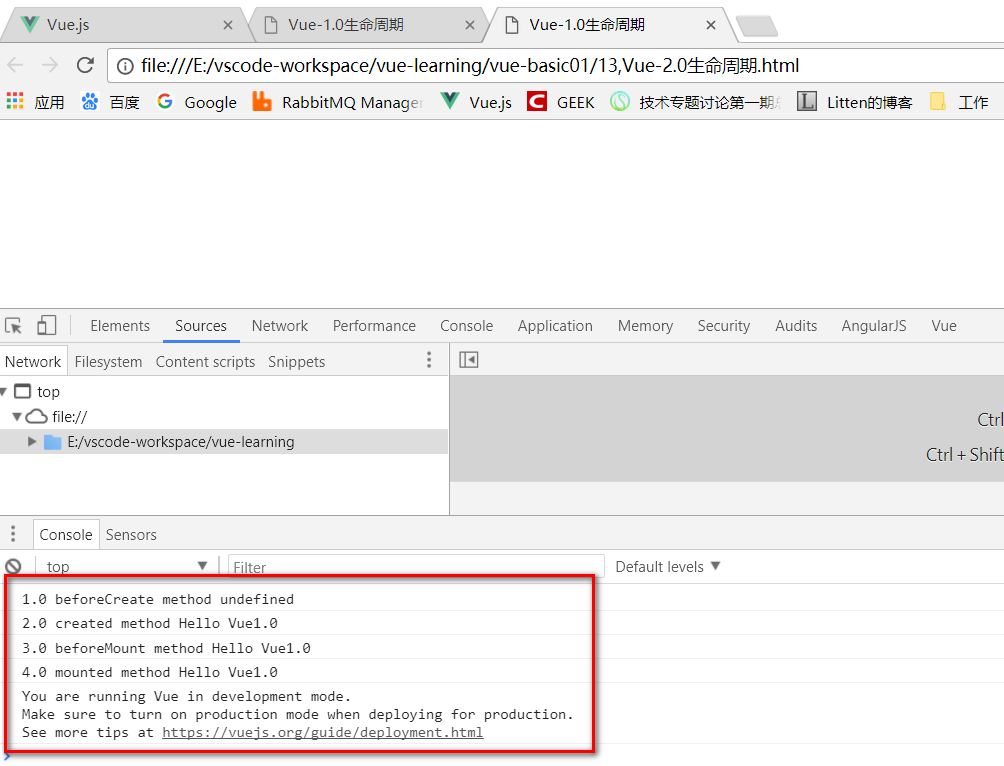 Vue.js
Vue-1.0生命周期
Vue-1.0生命周期
file:///E:/vscode-workspace/vue-learning/vue-basic01/13,Vue-2.0生命周期.html
应用 百度 Google RabbitMQ Manage Vue.js GEEK 技术专题讨论第一期 Litten的博客 工作
Elements Sources Network Performance Console Application Memory Security Audits AngularJS Vue
Network Filesystem Content scripts Snippets
top
file://
Ctrl
E:/vscode-workspace/vue-learning
Ctrl + Shift
Console Sensors
top Filter Default levels
1.0 beforeCreate method undefined
2.0 created method Hello Vue1.0
3.0 beforeMount method Hello Vue1.0
4.0 mounted method Hello Vue1.0
You are running Vue in development mode.
Make sure to turn on production mode when deploying for production.
See more tips at https://vuejs.org/guide/deployment.html